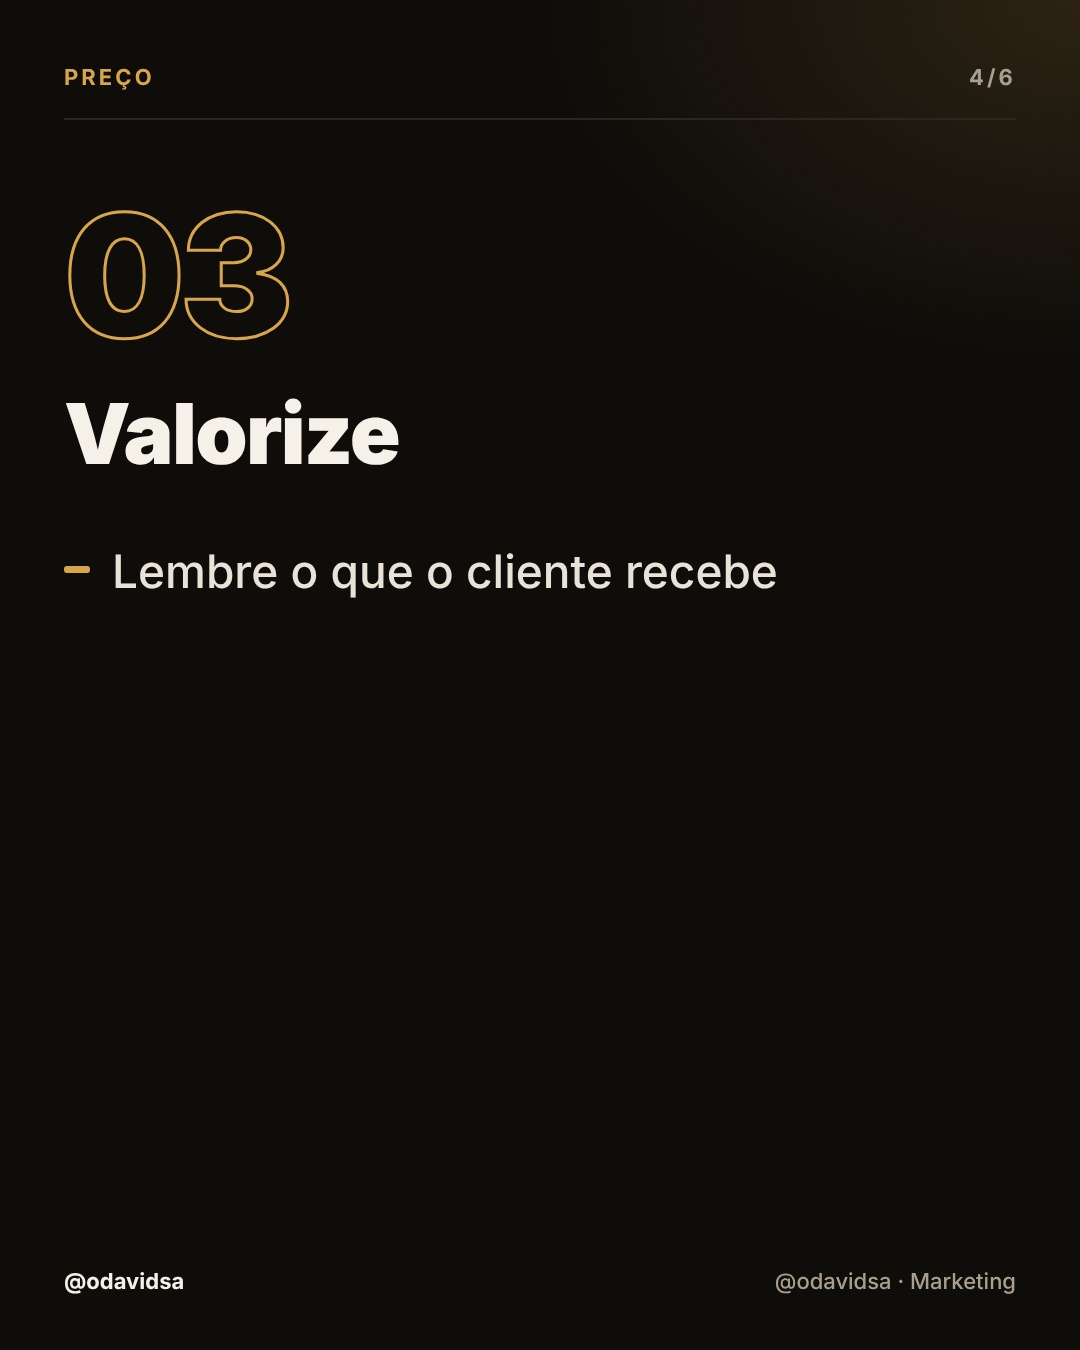 PREÇO
4/6
03
Valorize
Lembre o que o cliente recebe
@odavidsa
@odavidsa · Marketing